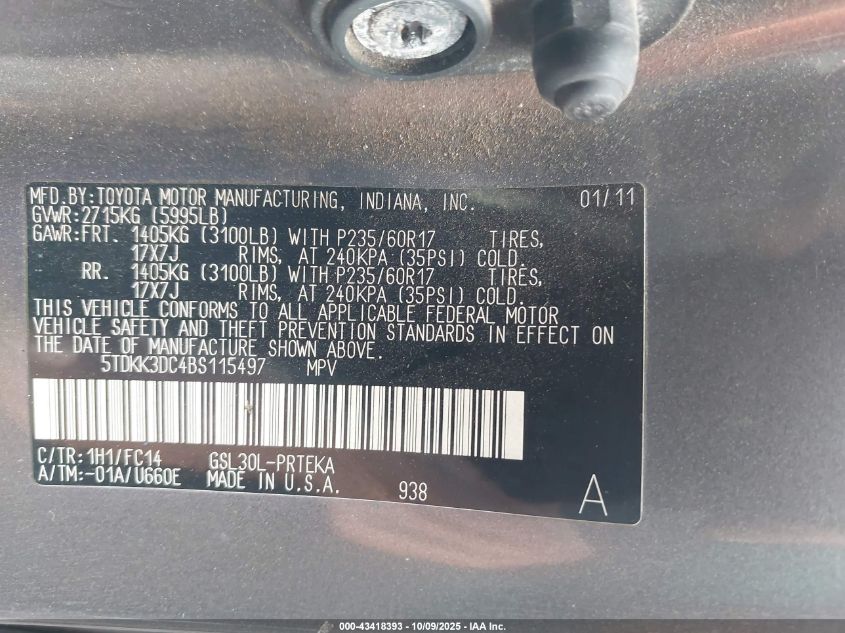 MFD.BY:TOYOTA MOTOR MANUFACTURING, INDIANA, INC. 01/11
GVWR:2715KG (5995LB)
GAWR:FRT. 1405KG (3100LB) WITH P235/60R17 TIRES,
17X7J RIMS, AT 240KPA (35PSI) COLD.
RR. 1405KG (3100LB) WITH P235/60R17 TIRES,
17X7J RIMS, AT 240KPA (35PSI) COLD.
THIS VEHICLE CONFORMS TO ALL APPLICABLE FEDERAL MOTOR
VEHICLE SAFETY AND THEFT PREVENTION STANDARDS IN EFFECT ON
THE DATE OF MANUFACTURE SHOWN ABOVE.
5TDKK3DC4BS115497 MPV
C/TR:1H1/FC14 GSL30L-PRTEKA
A/TM:-01A/U660E MADE IN U.S.A. 938 A
000-43418393 - 10/09/2025 - IAA Inc.